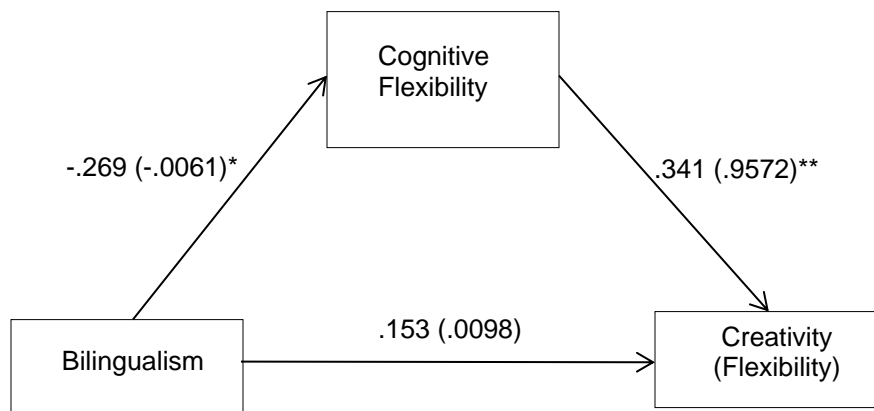 Cognitive
Flexibility
-.269 (-.0061)*
.341 (.9572)**
.153 (.0098)
Bilingualism
Creativity
(Flexibility)